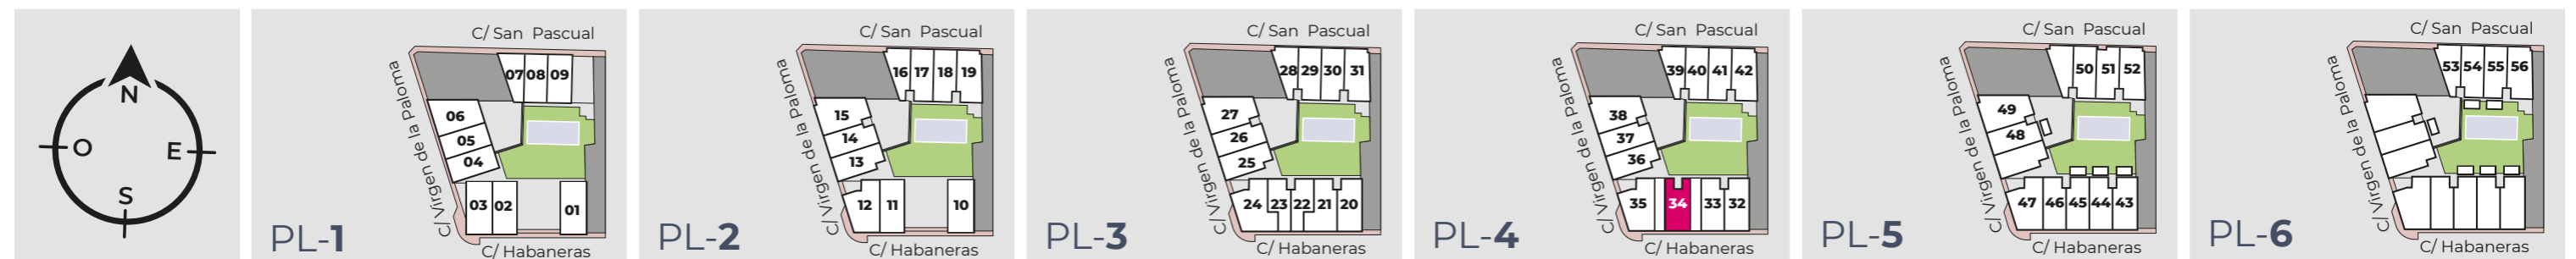 N
O
E
S
C/ San Pascual
C/Virgen de la Paloma
07 08 09
06
05
04
03 02
01
C/ Habaneras
PL-1
C/ San Pascual
C/Virgen de la Paloma
16 17 18 19
15
14
13
12 11
10
C/ Habaneras
PL-2
C/ San Pascual
C/Virgen de la Paloma
28 29 30 31
27
26
25
24 23 22 21 20
C/ Habaneras
PL-3
C/ San Pascual
C/Virgen de la Paloma
39 40 41 42
38
37
36
35 34 33 32
C/ Habaneras
PL-4
C/ San Pascual
C/Virgen de la Paloma
50 51 52
49
48
47 46 45 44 43
C/ Habaneras
PL-5
C/ San Pascual
C/Virgen de la Paloma
53 54 55 56
C/ Habaneras
PL-6